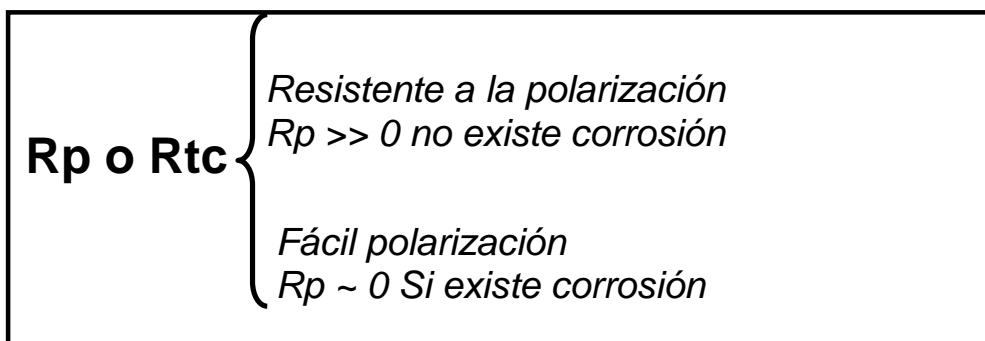 Rp o Rtc
Resistente a la polarización
Rp >> 0 no existe corrosión
Fácil polarización
Rp ~ 0 Si existe corrosión